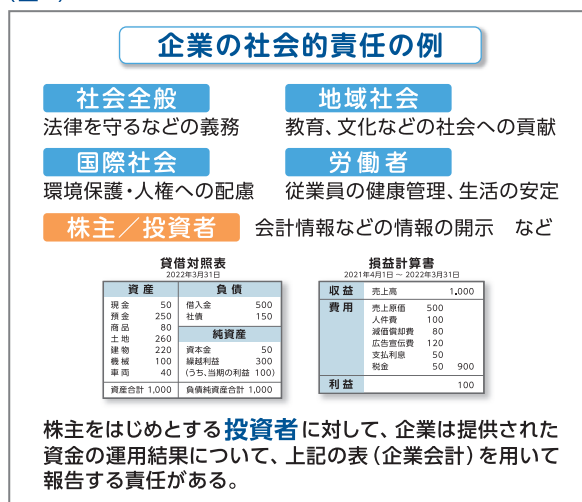 企業の社会的責任の例
社会全般
法律を守るなどの義務
地域社会
教育、文化などの社会への貢献
国際社会
環境保護・人権への配慮
労働者
従業員の健康管理、生活の安定
株主／投資者 会計情報などの情報の開示 など
貸借対照表
2022年3月31日
資産 負債
現金 50 借入金 500
預金 250 社債 150
商品 80 純資産
土地 260
建物 220 資本金 50
機械 100 繰越利益 300
車両 40 (うち、当期の利益 100)
資産合計 1,000 負債純資産合計 1,000
損益計算書
2021年4月1日 ~ 2022年3月31日
収益 売上高 1,000
費用 売上原価 500
人件費 100
減価償却費 80
広告宣伝費 120
支払利息 50
税金 50 900
利益 100
株主をはじめとする投資者に対して、企業は提供された
資金の運用結果について、上記の表（企業会計）を用いて
報告する責任がある。